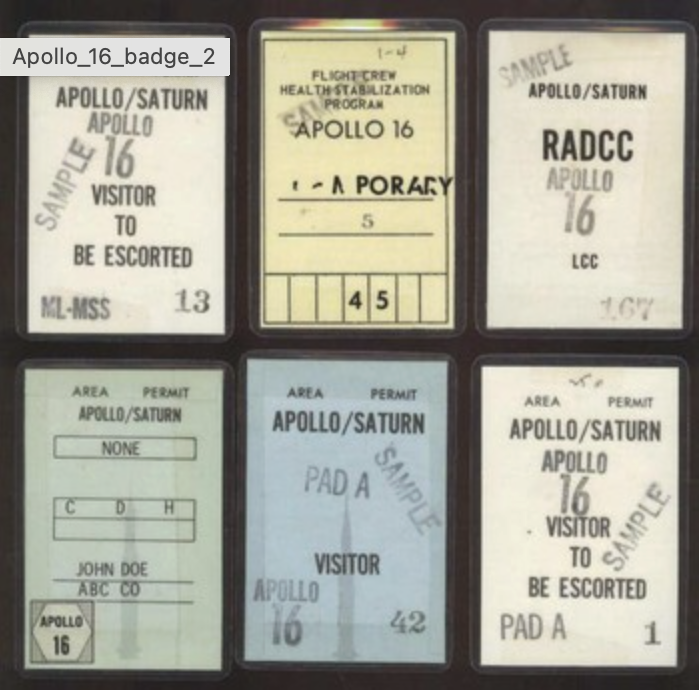 Apollo_16_badge_2
APOLLO/SATURN
APOLLO
16
SAMPLE
VISITOR
TO
BE ESCORTED
ML-MSS 13
1-4
FLIGHT CREW
HEALTH STABILIZATION
PROGRAM
APOLLO 16
PORARY
5
4 5
SAMPLE
APOLLO/SATURN
RADCC
APOLLO
16
LCC
167
AREA PERMIT
APOLLO/SATURN
NONE
C D H
JOHN DOE
ABC CO
APOLLO
16
AREA PERMIT
APOLLO/SATURN
SAMPLE
PAD A
VISITOR
APOLLO
16 42
AREA PERMIT
APOLLO/SATURN
APOLLO
16
SAMPLE
VISITOR
TO
BE ESCORTED
PAD A 1